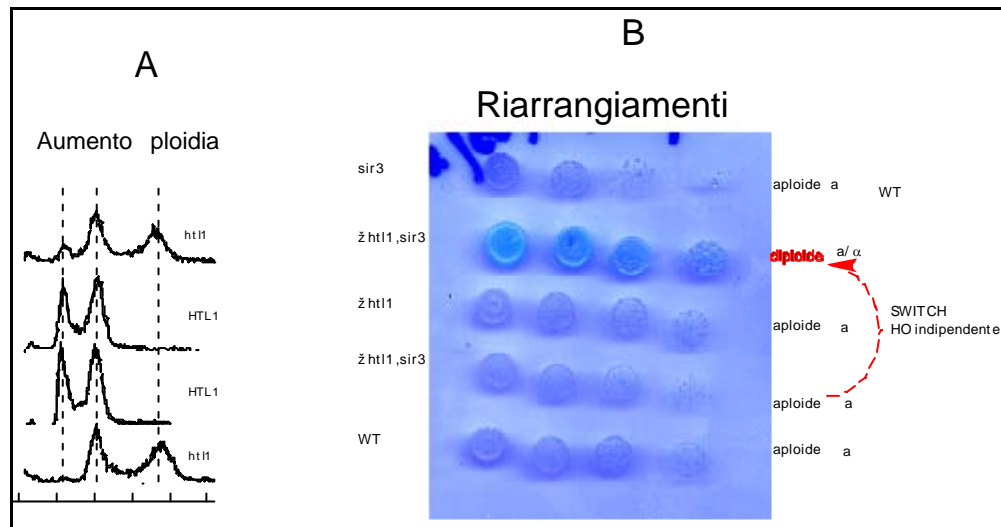 A
B
Aumento ploidia
Riarrangiamenti
htl1
HTL1
HTL1
htl1
sir3
žhtl1,sir3
žhtl1
žhtl1,sir3
WT
aploide a
WT
diploide a/ α
aploide a
aploide a
aploide a
SWITCH
HO indipendente